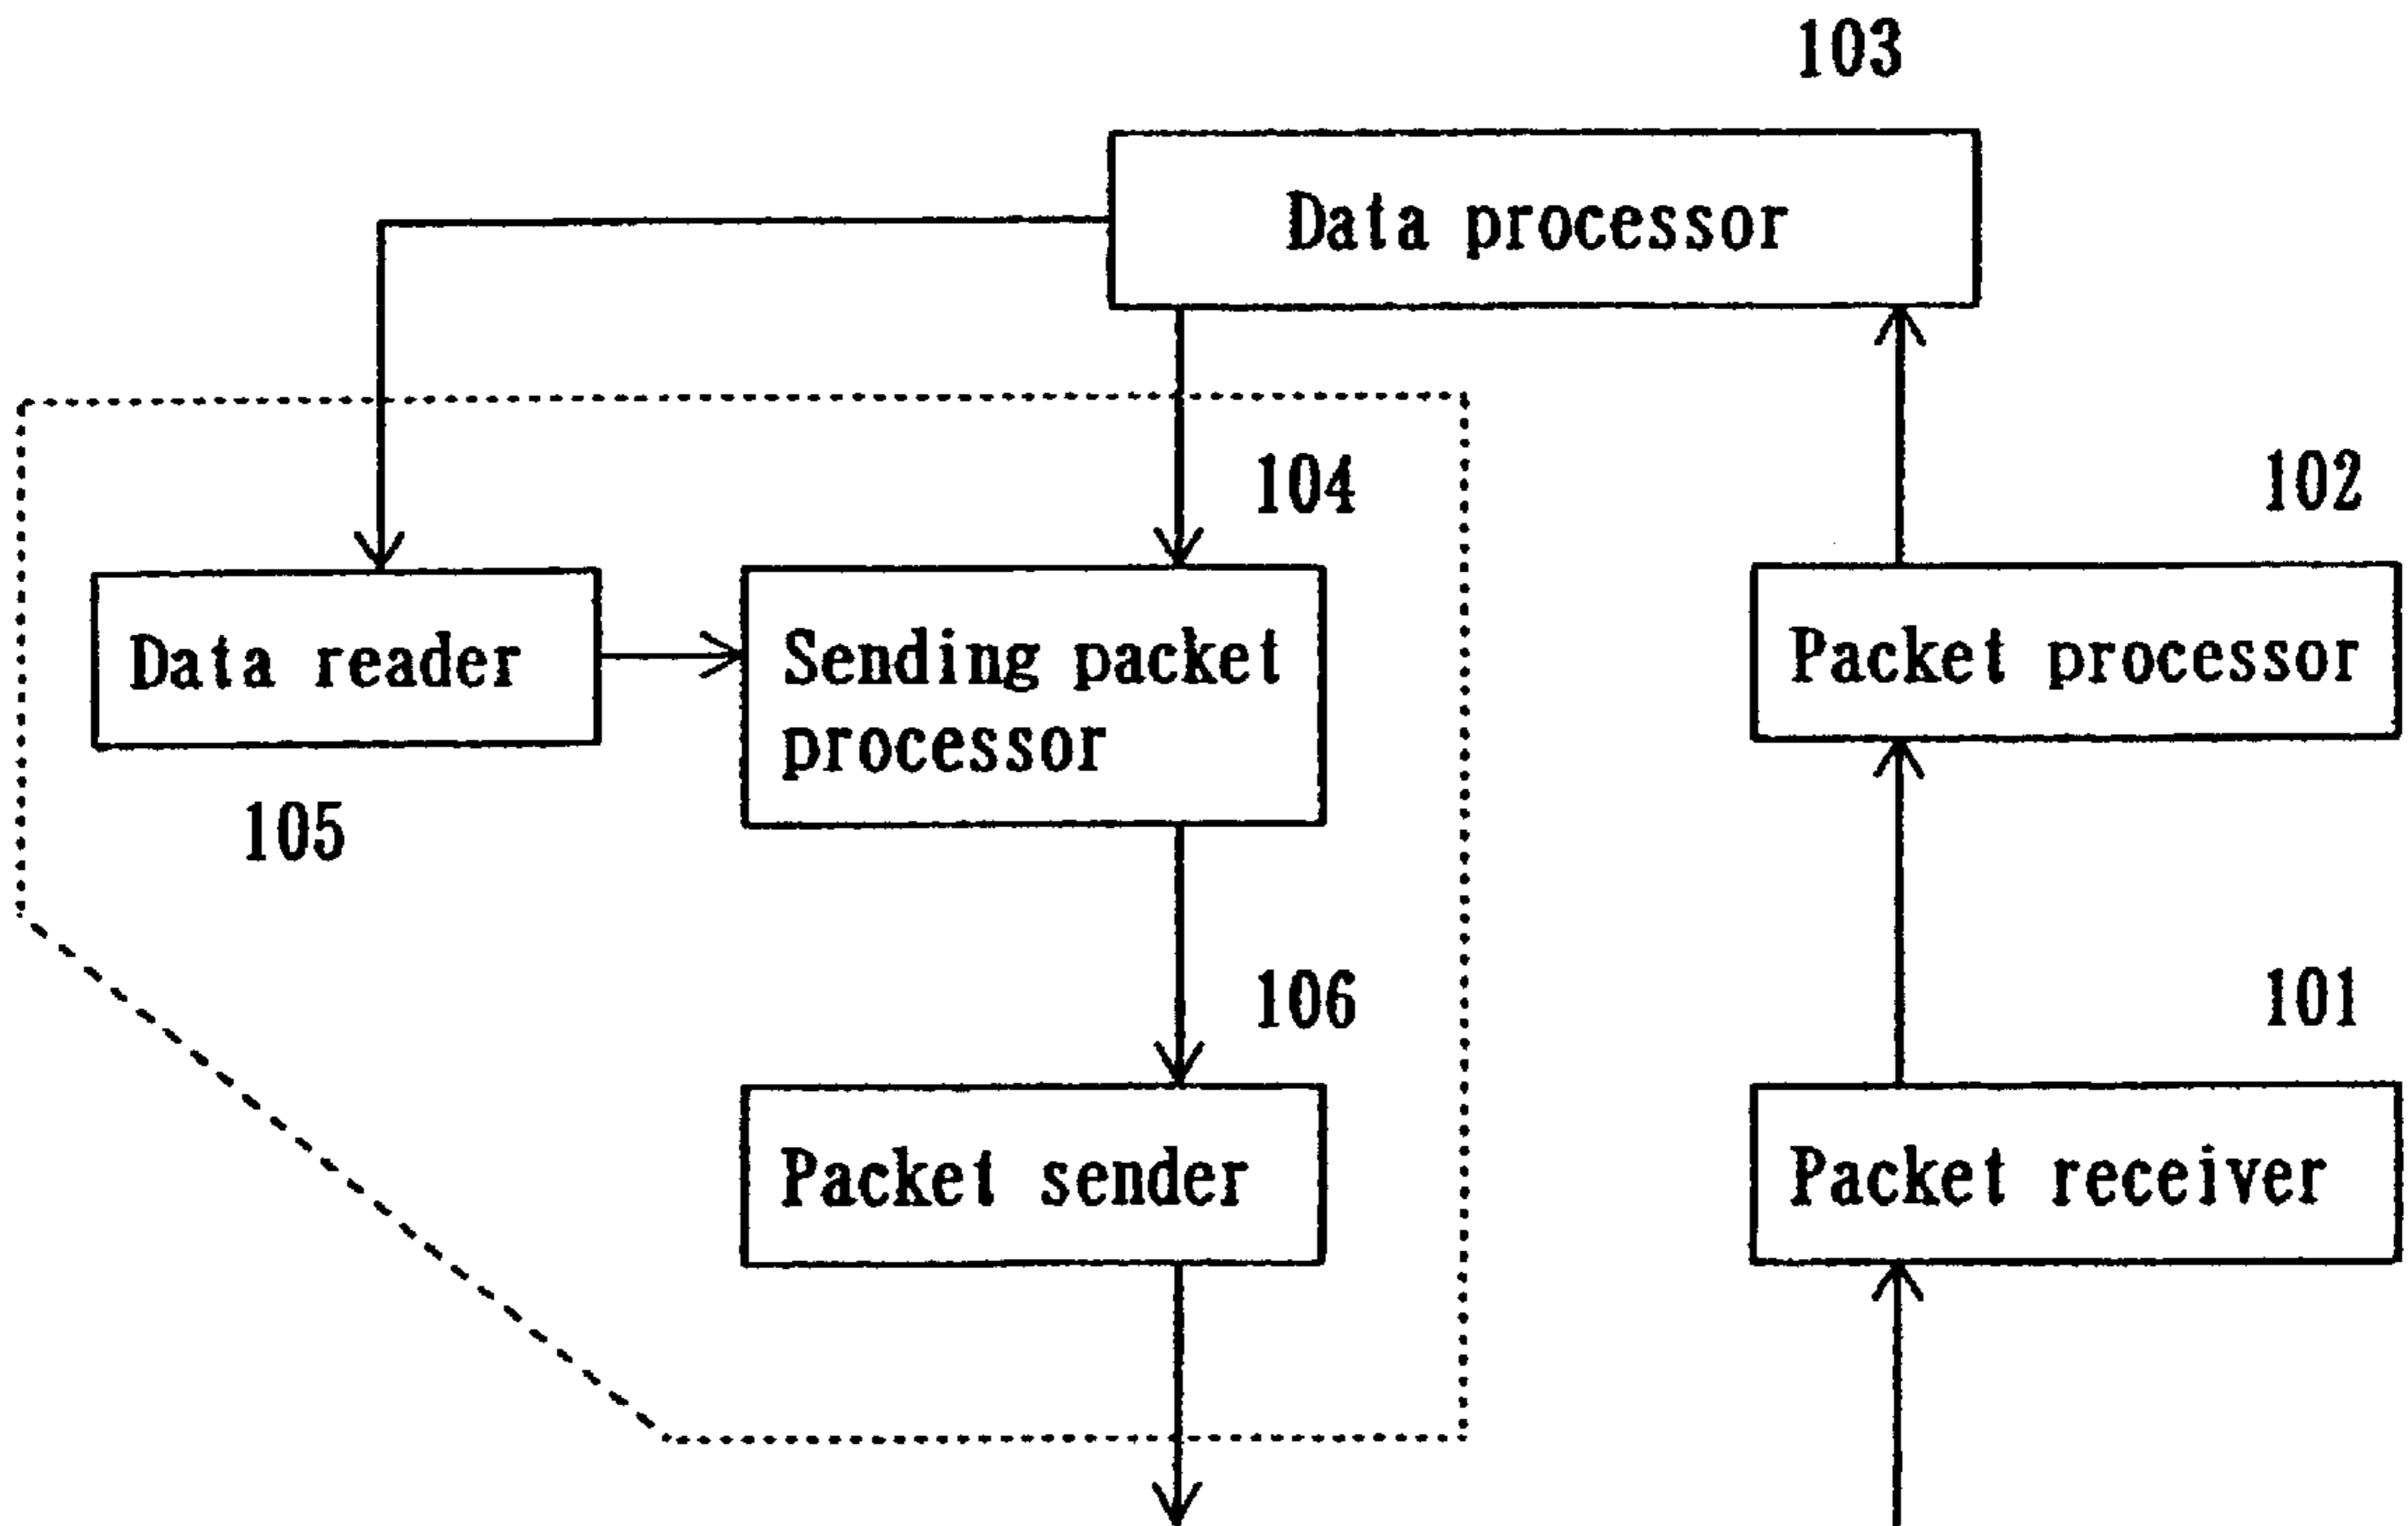 103
Data processor
104
102
Data reader
Sending packet
processor
Packet processor
105
106
101
Packet sender
Packet receiver